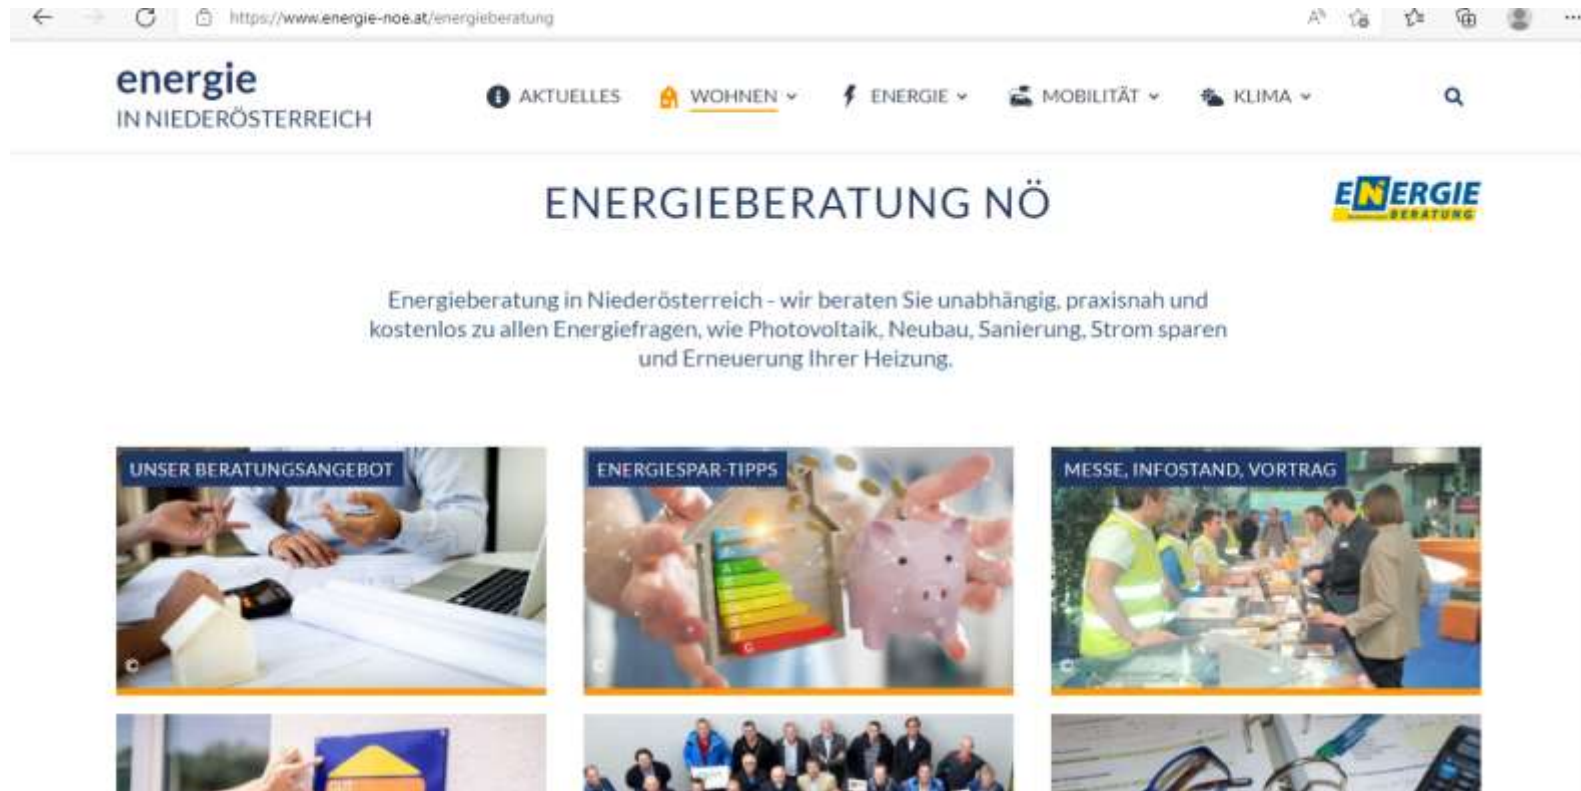 https://www.energie-noe.at/energieberatung
energie
IN NIEDERÖSTERREICH
AKTUELLES
WOHNEN
ENERGIE
MOBILITÄT
KLIMA
ENERGIEBERATUNG NÖ
ENERGIE
BERATUNG
Energieberatung in Niederösterreich - wir beraten Sie unabhängig, praxisnah und
kostenlos zu allen Energiefragen, wie Photovoltaik, Neubau, Sanierung, Strom sparen
und Erneuerung Ihrer Heizung.
UNSER BERATUNGSANGEBOT
ENERGIESPAR-TIPPS
MESSE, INFOSTAND, VORTRAG
©
©
©
G